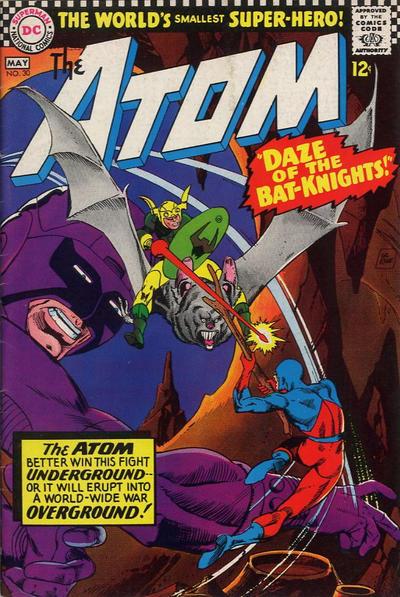 THE WORLD'S SMALLEST SUPER-HERO!
SUPERMAN
DC
NATIONAL COMICS
APPROVED
BY THE
COMICS
CODE
AUTHORITY
MAY
NO. 30
The
ATOM
12¢
"DAZE
OF THE
BAT-KNIGHTS!"
The ATOM
BETTER WIN THIS FIGHT
UNDERGROUND--
OR IT WILL ERUPT INTO
A WORLD-WIDE WAR
OVERGROUND!